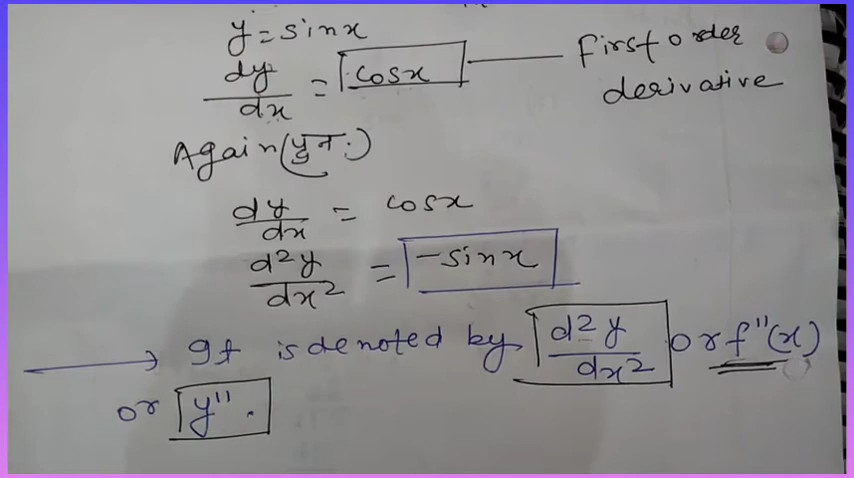 y = sinx
dy/dx = cosx — First order derivative
Again (पुन:)
dy/dx = cosx
d²y/dx² = -sinx
→ It is denoted by d²y/dx² or f"(x)
or y".